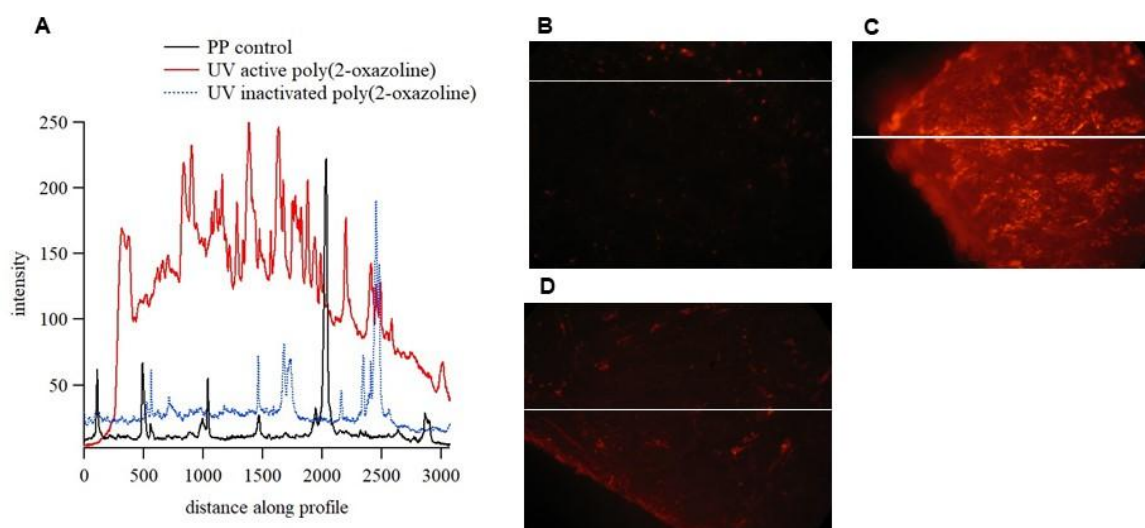 A
PP control
UV active poly(2-oxazoline)
UV inactivated poly(2-oxazoline)
250
200
150
100
50
intensity
0 500 1000 1500 2000 2500 3000
distance along profile
B
C
D